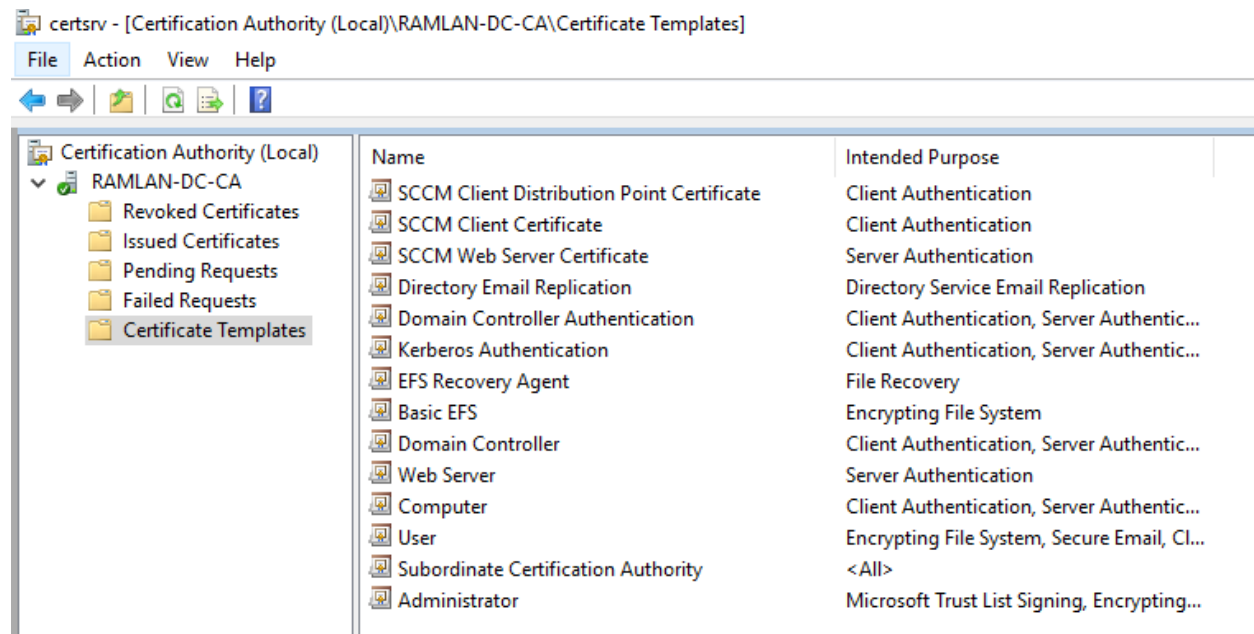 certsrv - [Certification Authority (Local)\RAMLAN-DC-CA\Certificate Templates]
File Action View Help
Certification Authority (Local)
RAMLAN-DC-CA
Revoked Certificates
Issued Certificates
Pending Requests
Failed Requests
Certificate Templates
Name Intended Purpose
SCCM Client Distribution Point Certificate Client Authentication
SCCM Client Certificate Client Authentication
SCCM Web Server Certificate Server Authentication
Directory Email Replication Directory Service Email Replication
Domain Controller Authentication Client Authentication, Server Authentic...
Kerberos Authentication Client Authentication, Server Authentic...
EFS Recovery Agent File Recovery
Basic EFS Encrypting File System
Domain Controller Client Authentication, Server Authentic...
Web Server Server Authentication
Computer Client Authentication, Server Authentic...
User Encrypting File System, Secure Email, Cl...
Subordinate Certification Authority <All>
Administrator Microsoft Trust List Signing, Encrypting...